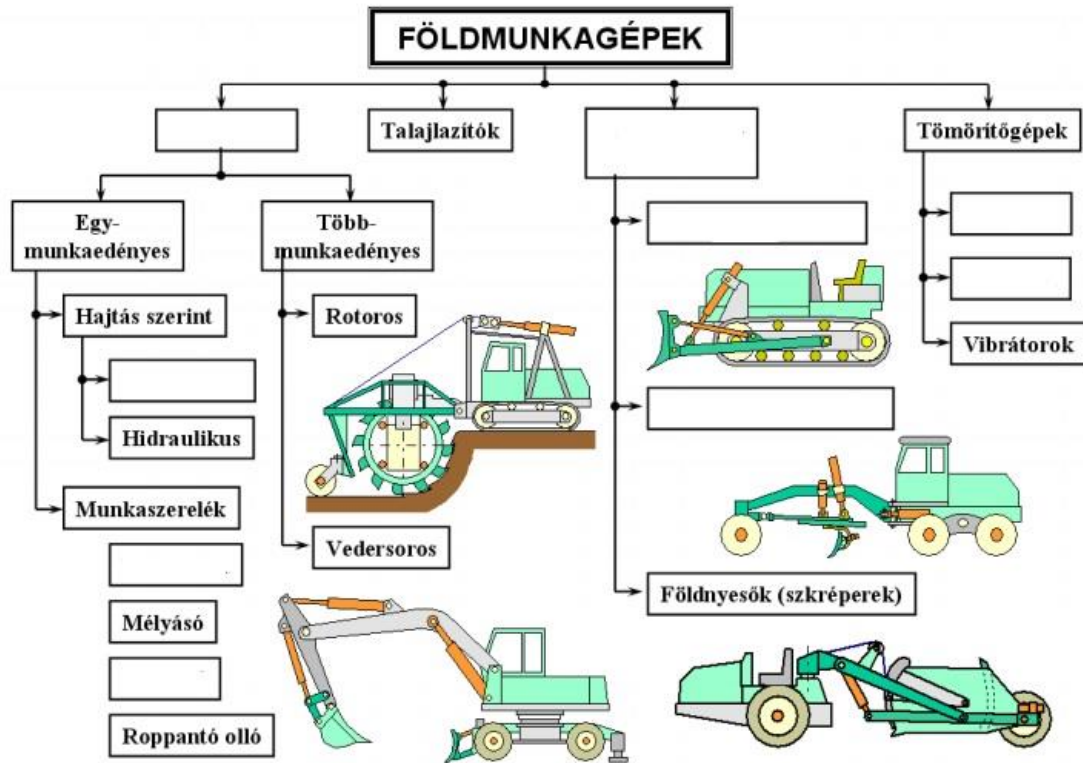 FÖLDMUNKAGÉPEK
Talajlazítók
Tömörítőgépek
Egy-
munkaedényes
Több-
munkaedényes
Hajtás szerint
Rotoros
Vibrátorok
Hidraulikus
Munkaszerelék
Vedersoros
Földnyesők (szkréperek)
Mélyásó
Roppantó olló